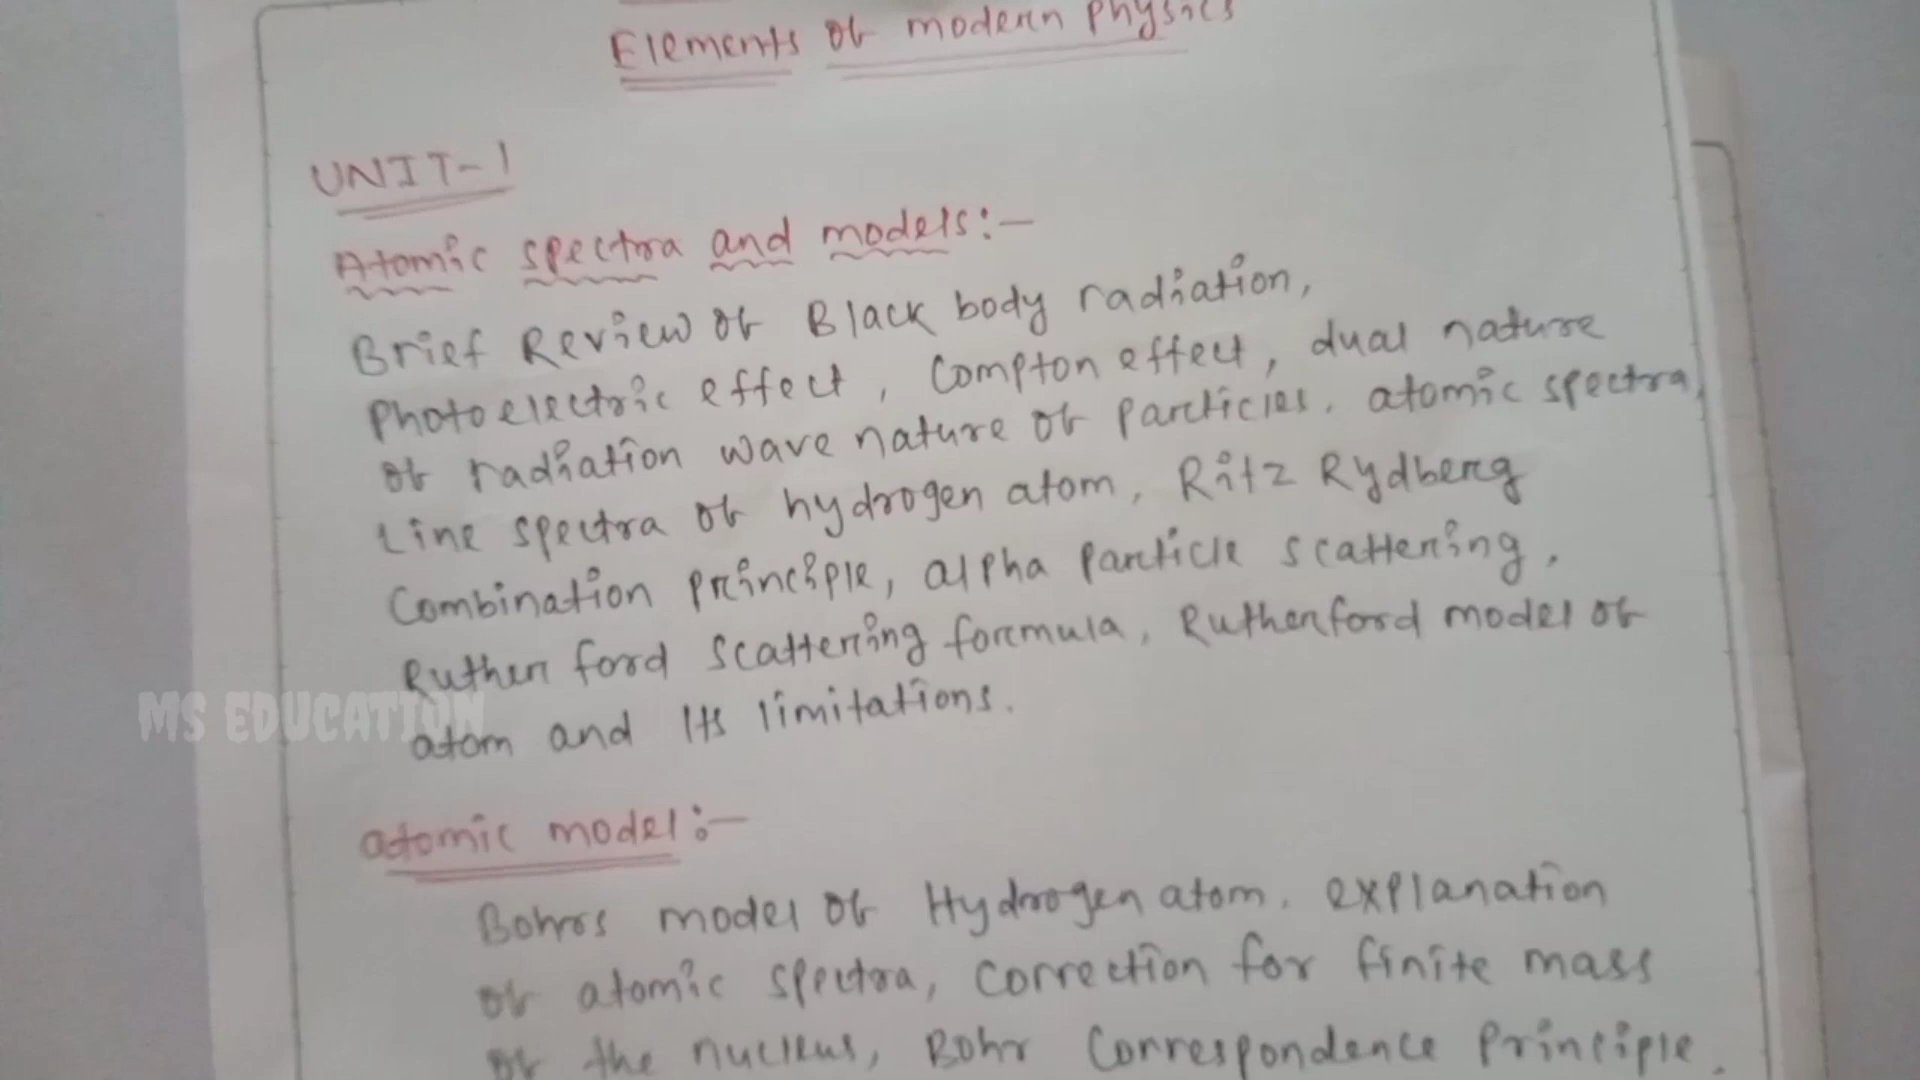 Elements of modern Physics
UNIT-1
Atomic spectra and models:-
Brief Review of Black body radiation,
Photoelectric effect, Compton effect, dual nature
of radiation wave nature of Particles. atomic spectra,
Line spectra of hydrogen atom, Ritz Rydberg
Combination principle, alpha particle scattering,
Ruther ford scattering formula, Rutherford model of
atom and Its limitations.
MS EDUCATION
atomic model:-
Bohrs model of Hydrogen atom. explanation
of atomic spectra, correction for finite mass
of the nucleus, Bohr Correspondence Principle.